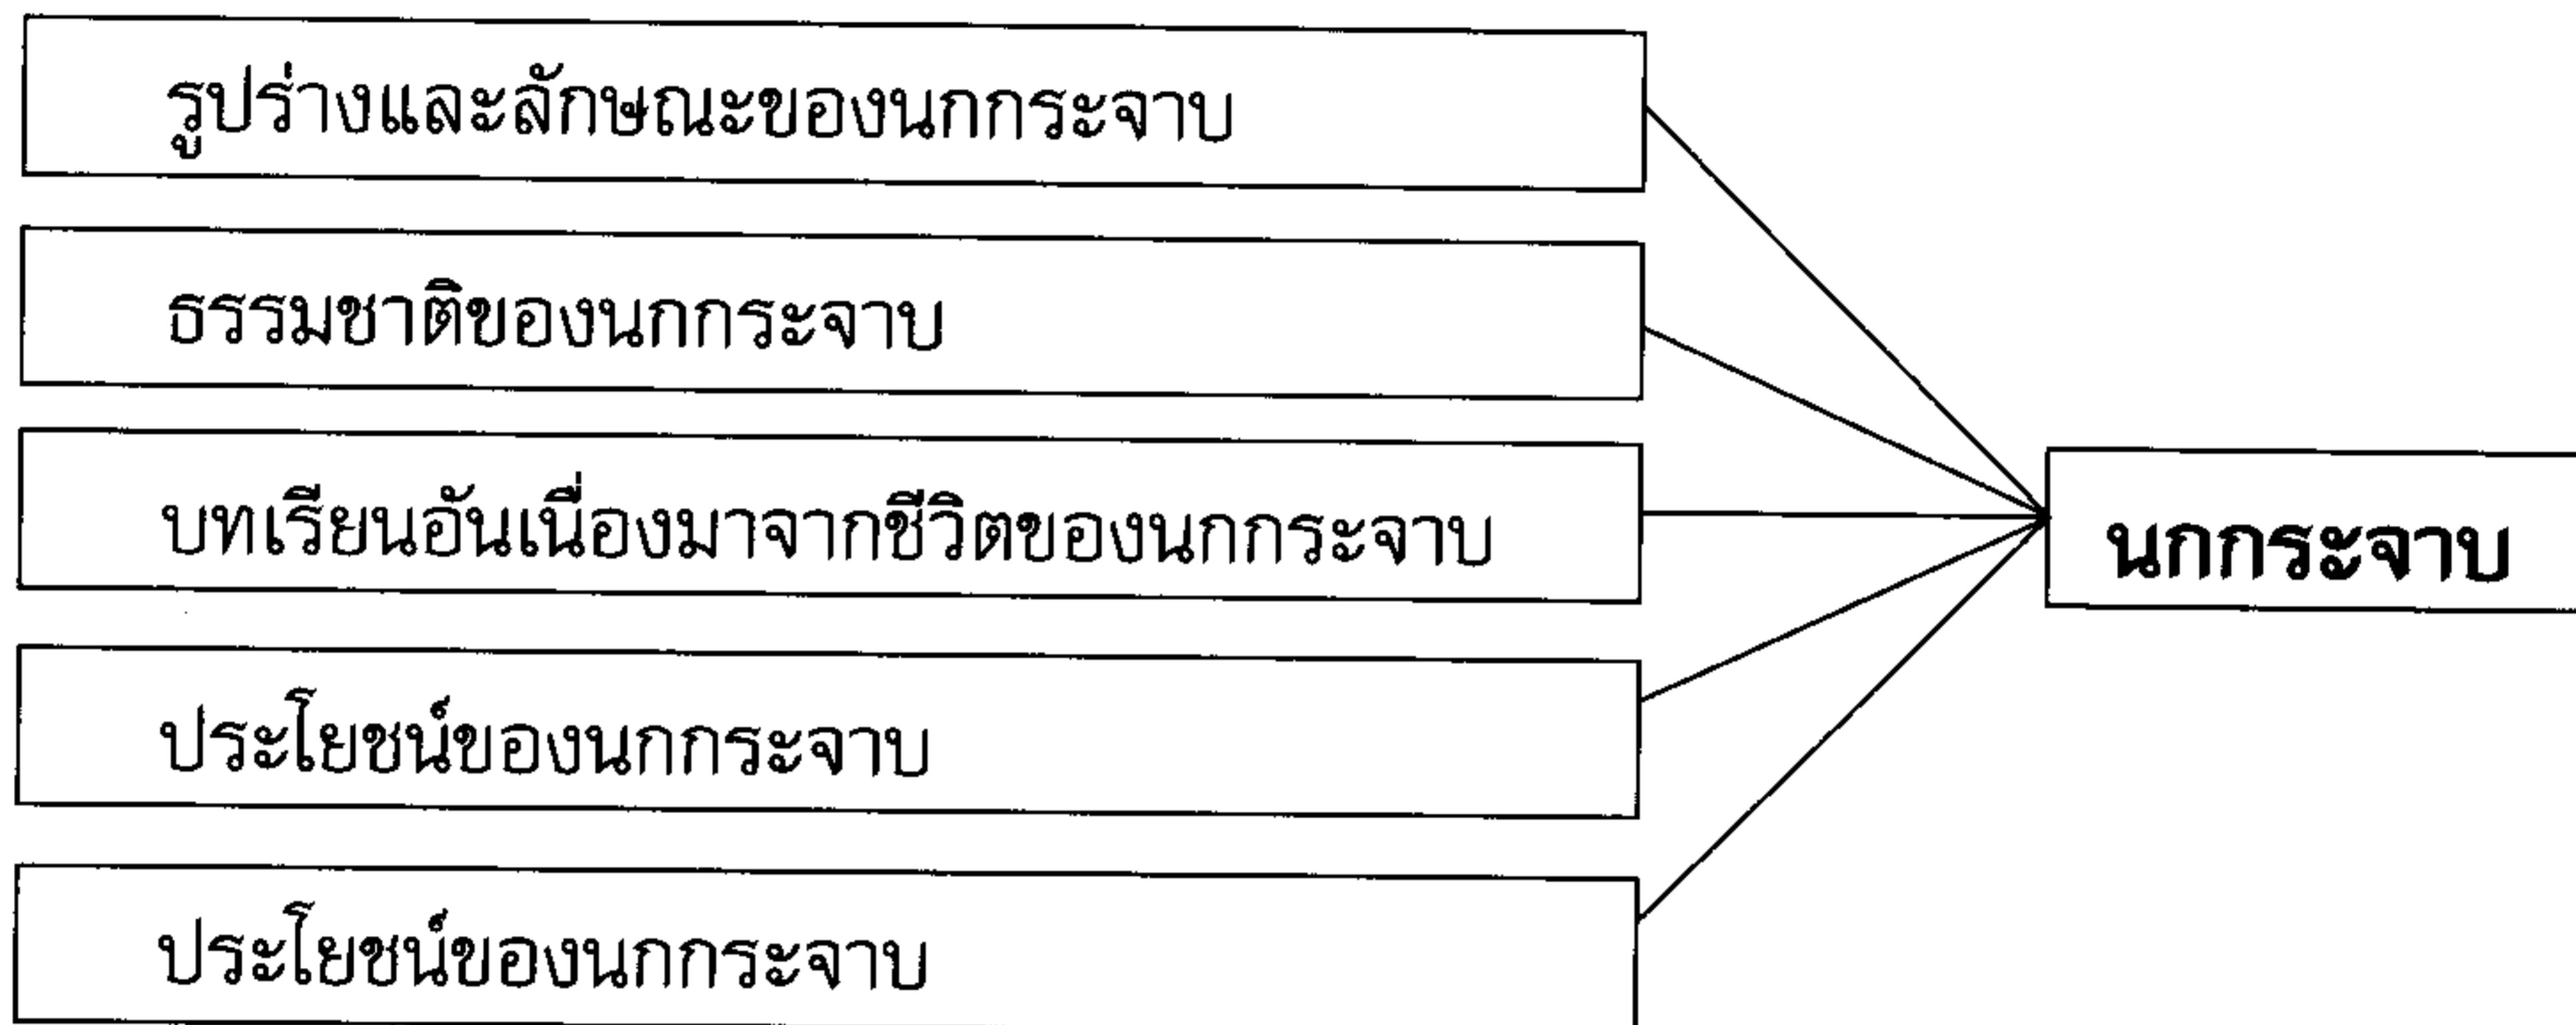 รูปร่างและลักษณะของนกกระจาบ
ธรรมชาติของนกกระจาบ
บทเรียนอันเนื่องมาจากชีวิตของนกกระจาบ
นกกระจาบ
ประโยชน์ของนกกระจาบ
ประโยชน์ของนกกระจาบ